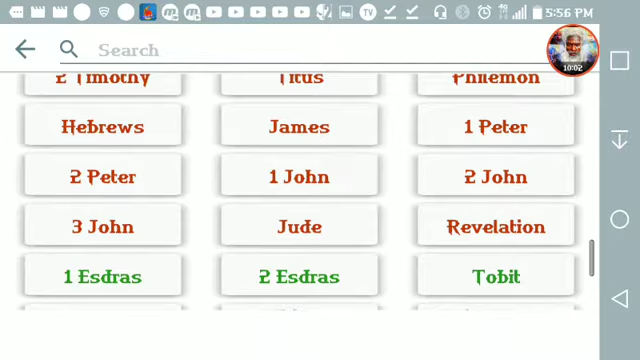 5:56 PM
Search
10:02
2 Timothy Titus Philemon
Hebrews James 1 Peter
2 Peter 1 John 2 John
3 John Jude Revelation
1 Esdras 2 Esdras Tobit